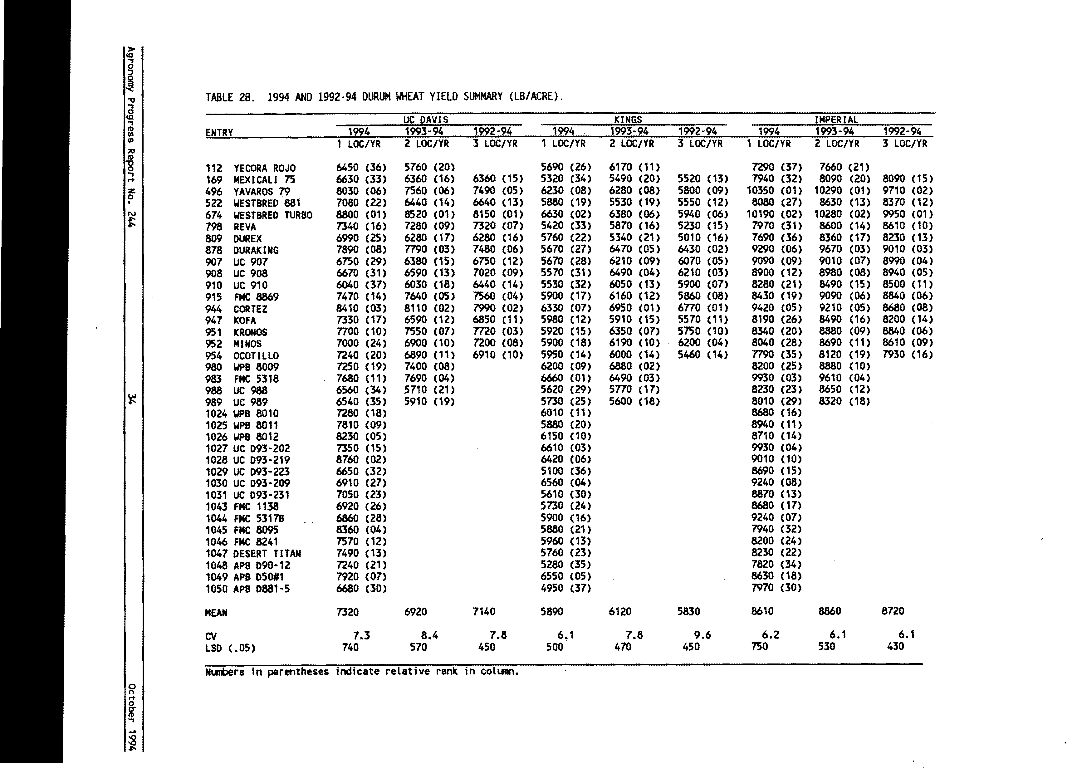 Agronomy Progress Report No. 244
34
October 1994
TABLE 28. 1994 AND 1992-94 DURUM WHEAT YIELD SUMMARY (LB/ACRE).
UC DAVIS KINGS IMPERIAL
ENTRY 1994 1993-94 1992-94 1994 1993-94 1992-94 1994 1993-94 1992-94
1 LOC/YR 2 LOC/YR 3 LOC/YR 1 LOC/YR 2 LOC/YR 3 LOC/YR 1 LOC/YR 2 LOC/YR 3 LOC/YR
112 YECORA ROJO 6450 (36) 5760 (20) 5690 (26) 6170 (11) 7290 (37) 7660 (21)
169 MEXICALI 75 6630 (33) 6360 (16) 6360 (15) 5320 (34) 5490 (20) 5520 (13) 7940 (32) 8090 (20) 8090 (15)
496 YAVAROS 79 8030 (06) 7560 (06) 7490 (05) 6230 (08) 6280 (08) 5800 (09) 10350 (01) 10290 (01) 9710 (02)
522 WESTBRED 881 7080 (22) 6440 (14) 6640 (13) 5880 (19) 5530 (19) 5550 (12) 8080 (27) 8630 (13) 8370 (12)
674 WESTBRED TURBO 8800 (01) 8520 (01) 8150 (01) 6630 (02) 6380 (06) 5940 (06) 10190 (02) 10280 (02) 9950 (01)
798 REVA 7340 (16) 7280 (09) 7320 (07) 5420 (33) 5870 (16) 5230 (15) 7970 (31) 8600 (14) 8610 (10)
809 DUREX 6990 (25) 6280 (17) 6280 (16) 5760 (22) 5340 (21) 5010 (16) 7690 (36) 8360 (17) 8230 (13)
878 DURAKING 7890 (08) 7790 (03) 7480 (06) 5670 (27) 6470 (05) 6430 (02) 9290 (06) 9670 (03) 9010 (03)
907 UC 907 6750 (29) 6380 (15) 6750 (12) 5670 (28) 6210 (09) 6070 (05) 9090 (09) 9010 (07) 8990 (04)
908 UC 908 6670 (31) 6590 (13) 7020 (09) 5570 (31) 6490 (04) 6210 (03) 8900 (12) 8980 (08) 8940 (05)
910 UC 910 6040 (37) 6030 (18) 6440 (14) 5530 (32) 6050 (13) 5900 (07) 8280 (21) 8490 (15) 8500 (11)
915 FMC 8869 7470 (14) 7640 (05) 7560 (04) 5900 (17) 6160 (12) 5860 (08) 8430 (19) 9090 (06) 8840 (06)
944 CORTEZ 8410 (03) 8110 (02) 7990 (02) 6330 (07) 6950 (01) 6770 (01) 9420 (05) 9210 (05) 8680 (08)
947 KOFA 7330 (17) 6590 (12) 6850 (11) 5980 (12) 5910 (15) 5570 (11) 8190 (26) 8490 (16) 8200 (14)
951 KRONOS 7700 (10) 7550 (07) 7720 (03) 5920 (15) 6350 (07) 5750 (10) 8340 (20) 8880 (09) 8840 (06)
952 MINOS 7000 (24) 6900 (10) 7200 (08) 5900 (18) 6190 (10) 6200 (04) 8040 (28) 8690 (11) 8610 (09)
954 OCOTILLO 7240 (20) 6890 (11) 6910 (10) 5950 (14) 6000 (14) 5460 (14) 7790 (35) 8120 (19) 7930 (16)
980 WPB 8009 7250 (19) 7400 (08) 6200 (09) 6880 (02) 8200 (25) 8880 (10)
983 FMC 5318 7680 (11) 7690 (04) 6660 (01) 6490 (03) 9930 (03) 9610 (04)
988 UC 988 6560 (34) 5710 (21) 5620 (29) 5770 (17) 8230 (23) 8650 (12)
989 UC 989 6540 (35) 5910 (19) 5730 (25) 5600 (18) 8010 (29) 8320 (18)
1024 WPB 8010 7280 (18) 6010 (11) 8680 (16)
1025 WPB 8011 7810 (09) 5880 (20) 8940 (11)
1026 WPB 8012 8230 (05) 6150 (10) 8710 (14)
1027 UC D93-202 7350 (15) 6610 (03) 9930 (04)
1028 UC D93-219 8760 (02) 6420 (06) 9010 (10)
1029 UC D93-223 6650 (32) 5100 (36) 8690 (15)
1030 UC D93-209 6910 (27) 6560 (04) 9240 (08)
1031 UC D93-231 7050 (23) 5610 (30) 8870 (13)
1043 FMC 1138 6920 (26) 5730 (24) 8680 (17)
1044 FMC 5317B 6860 (28) 5900 (16) 9240 (07)
1045 FMC 8095 8360 (04) 5880 (21) 7940 (32)
1046 FMC 8241 7570 (12) 5960 (13) 8200 (24)
1047 DESERT TITAN 7490 (13) 5760 (23) 8230 (22)
1048 APB D90-12 7240 (21) 5280 (35) 7820 (34)
1049 APB D50#1 7920 (07) 6550 (05) 8630 (18)
1050 APB D881-5 6680 (30) 4950 (37) 7970 (30)
MEAN 7320 6920 7140 5890 6120 5830 8610 8860 8720
CV 7.3 8.4 7.8 6.1 7.8 9.6 6.2 6.1 6.1
LSD (.05) 740 570 450 500 470 450 750 530 430
Numbers in parentheses indicate relative rank in column.